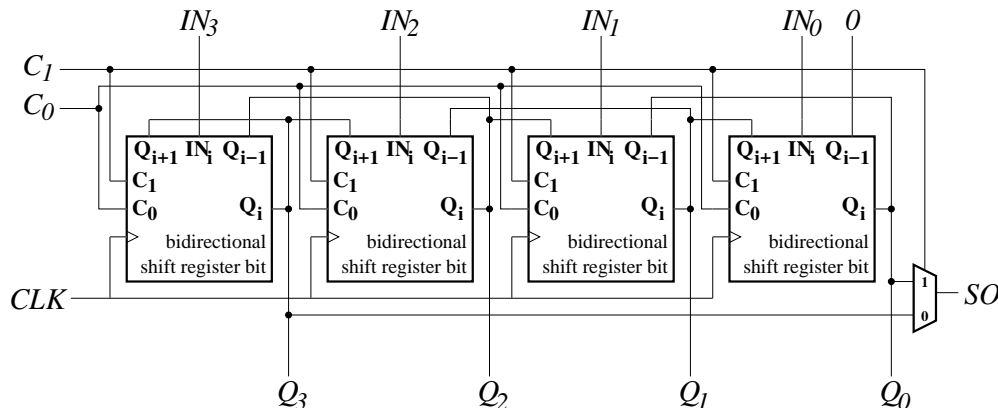 IN3 IN2 IN1 IN0 0
C1
C0
Qi+1 INi Qi–1 Qi+1 INi Qi–1 Qi+1 INi Qi–1 Qi+1 INi Qi–1
C1 C1 C1 C1
C0 Qi C0 Qi C0 Qi C0 Qi
bidirectional bidirectional bidirectional bidirectional
shift register bit shift register bit shift register bit shift register bit
CLK 1 SO
0
Q3 Q2 Q1 Q0